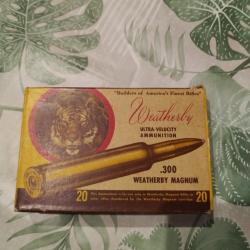 "Builders of America's Finest Rifles"
Weatherby
ULTRA-VELOCITY
AMMUNITION
.300
WEATHERBY MAGNUM
20
20